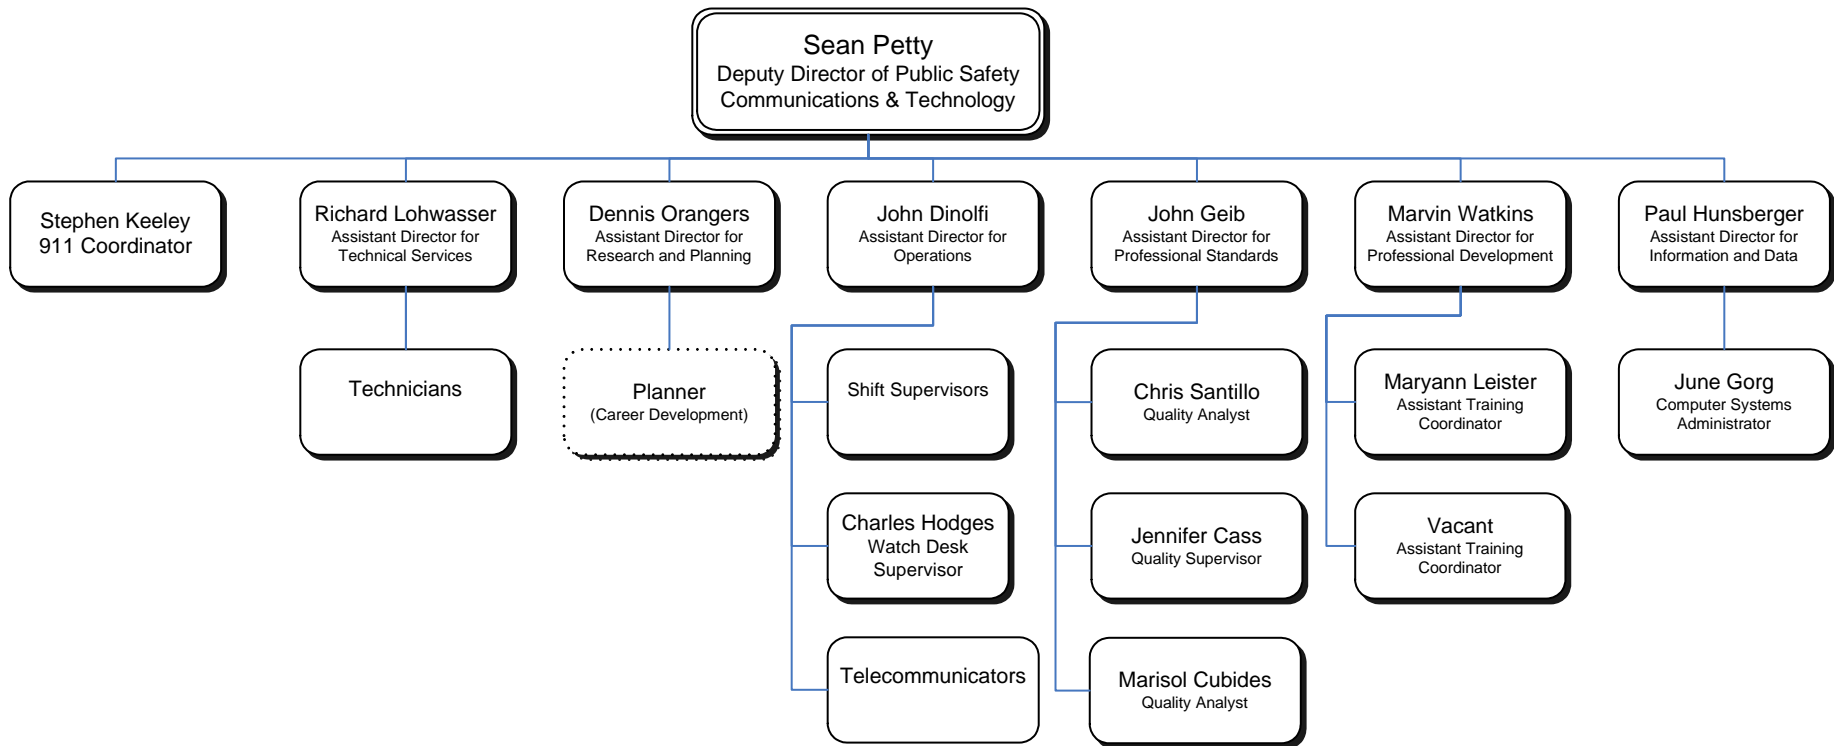 Sean Petty
Deputy Director of Public Safety
Communications & Technology
Stephen Keeley
911 Coordinator
Richard Lohwasser
Assistant Director for
Technical Services
Dennis Orangers
Assistant Director for
Research and Planning
John Dinolfi
Assistant Director for
Operations
John Geib
Assistant Director for
Professional Standards
Marvin Watkins
Assistant Director for
Professional Development
Paul Hunsberger
Assistant Director for
Information and Data
Technicians
Planner
(Career Development)
Shift Supervisors
Chris Santillo
Quality Analyst
Maryann Leister
Assistant Training
Coordinator
June Gorg
Computer Systems
Administrator
Charles Hodges
Watch Desk
Supervisor
Jennifer Cass
Quality Supervisor
Vacant
Assistant Training
Coordinator
Telecommunicators
Marisol Cubides
Quality Analyst